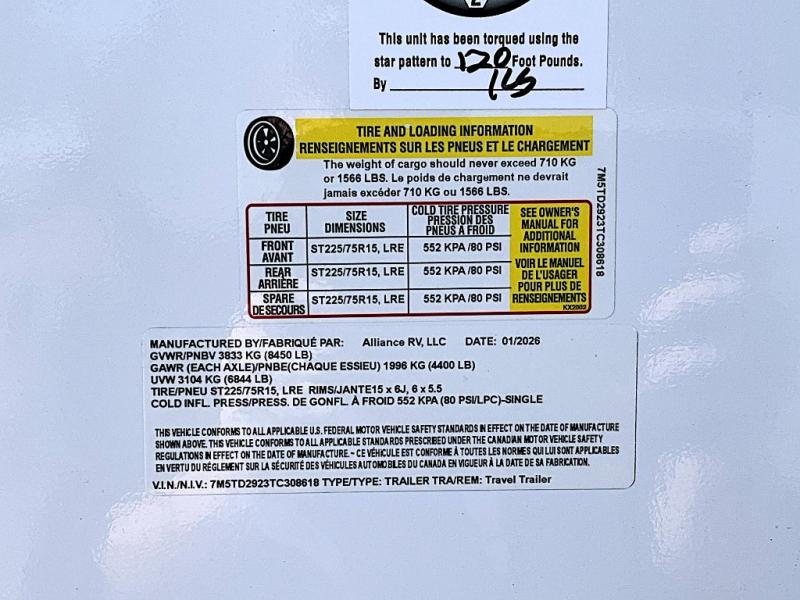 This unit has been torqued using the
star pattern to 120 Foot Pounds.
By
TIRE AND LOADING INFORMATION
RENSEIGNEMENTS SUR LES PNEUS ET LE CHARGEMENT
The weight of cargo should never exceed 710 KG
or 1566 LBS. Le poids de chargement ne devrait
jamais excéder 710 KG ou 1566 LBS.
TIRE
PNEU
SIZE
DIMENSIONS
COLD TIRE PRESSURE
PRESSION DES
PNEUS A FROID
FRONT
AVANT
ST225/75R15, LRE
552 KPA/80 PSI
REAR
ARRIÈRE
ST225/75R15, LRE
552 KPA/80 PSI
SPARE
DE SECOURS
ST225/75R15, LRE
552 KPA/80 PSI
SEE OWNER'S
MANUAL FOR
ADDITIONAL
INFORMATION
VOIR LE MANUEL
DE L'USAGER
POUR PLUS DE
RENSEIGNEMENTS
KX2002
7M5TD2923TC308618
MANUFACTURED BY/FABRIQUÉ PAR: Alliance RV, LLC DATE: 01/2026
GVWR/PNBV 3833 KG (8450 LB)
GAWR (EACH AXLE)/PNBE(CHAQUE ESSIEU) 1996 KG (4400 LB)
UVW 3104 KG (6844 LB)
TIRE/PNEU ST225/75R15, LRE RIMS/JANTE15 x 6J, 6 x 5.5
COLD INFL. PRESS/PRESS. DE GONFL. À FROID 552 KPA (80 PSI/LPC)-SINGLE
THIS VEHICLE CONFORMS TO ALL APPLICABLE U.S. FEDERAL MOTOR VEHICLE SAFETY STANDARDS IN EFFECT ON THE DATE OF MANUFACTURE
SHOWN ABOVE. THIS VEHICLE CONFORMS TO ALL APPLICABLE STANDARDS PRESCRIBED UNDER THE CANADIAN MOTOR VEHICLE SAFETY
REGULATIONS IN EFFECT ON THE DATE OF MANUFACTURE. ~ CE VÉHICULE EST CONFORME À TOUTES LES NORMES QUI LUI SONT APPLICABLES
EN VERTU DU RÉGLEMENT SUR LA SÉCURITÉ DES VÉHICULES AUTOMOBILES DU CANADA EN VIGUEUR À LA DATE DE SA FABRICATION.
V.I.N./N.I.V.: 7M5TD2923TC308618 TYPE/TYPE: TRAILER TRA/REM: Travel Trailer